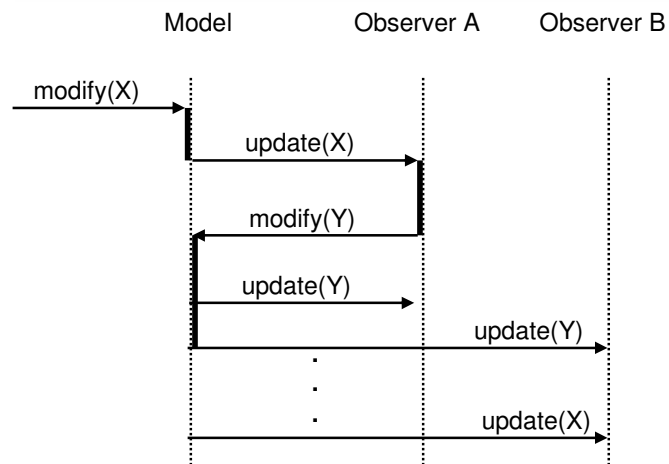 Model Observer A Observer B
modify(X)
update(X)
modify(Y)
update(Y)
update(Y)
.
.
.
update(X)